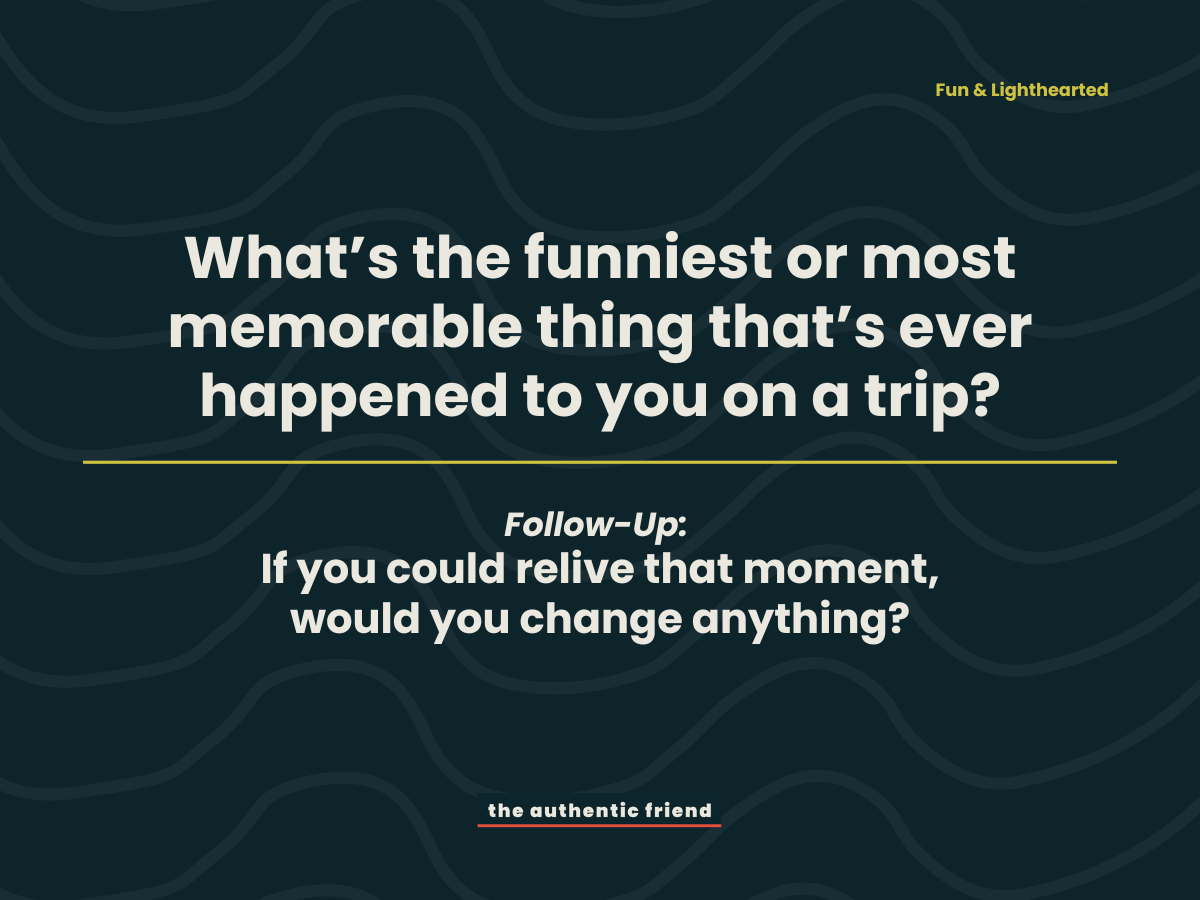 Fun & Lighthearted
What’s the funniest or most
memorable thing that’s ever
happened to you on a trip?
Follow-Up:
If you could relive that moment,
would you change anything?
the authentic friend